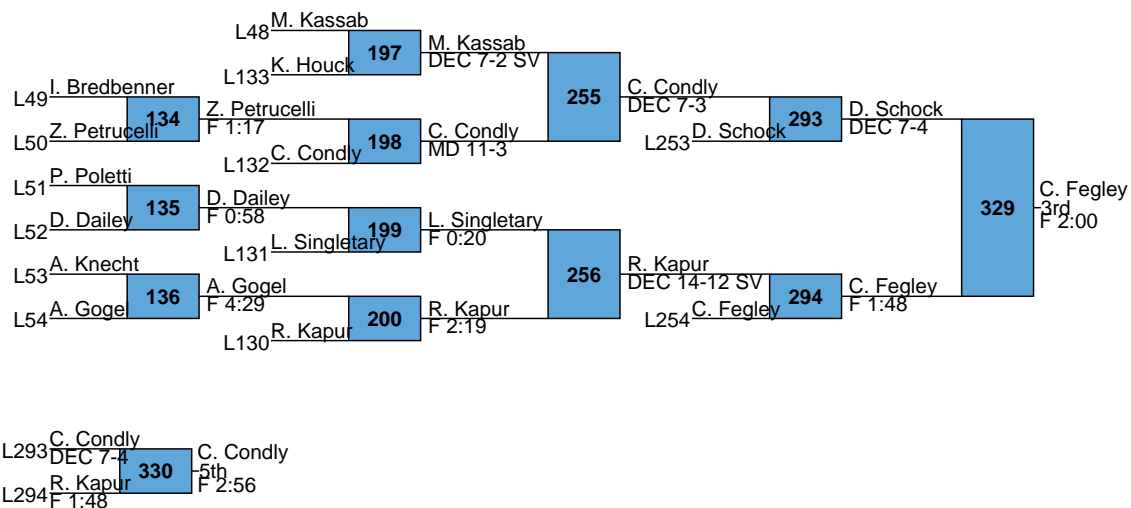 M. Kassab
L48
197
M. Kassab
DEC 7-2 SV
K. Houck
L133
I. Bredbenner
L49
134
Z. Petrucelli
F 1:17
Z. Petrucelli
L50
198
C. Condly
MD 11-3
C. Condly
L132
255
C. Condly
DEC 7-3
293
D. Schock
DEC 7-4
D. Schock
L253
P. Poletti
L51
135
D. Dailey
F 0:58
D. Dailey
L52
199
L. Singletary
F 0:20
L. Singletary
L131
329
C. Fegley
3rd
F 2:00
A. Knecht
L53
136
A. Gogel
F 4:29
A. Gogel
L54
200
R. Kapur
F 2:19
R. Kapur
L130
256
R. Kapur
DEC 14-12 SV
294
C. Fegley
F 1:48
C. Fegley
L254
L293
C. Condly
DEC 7-4
330
C. Condly
5th
F 2:56
L294
R. Kapur
F 1:48